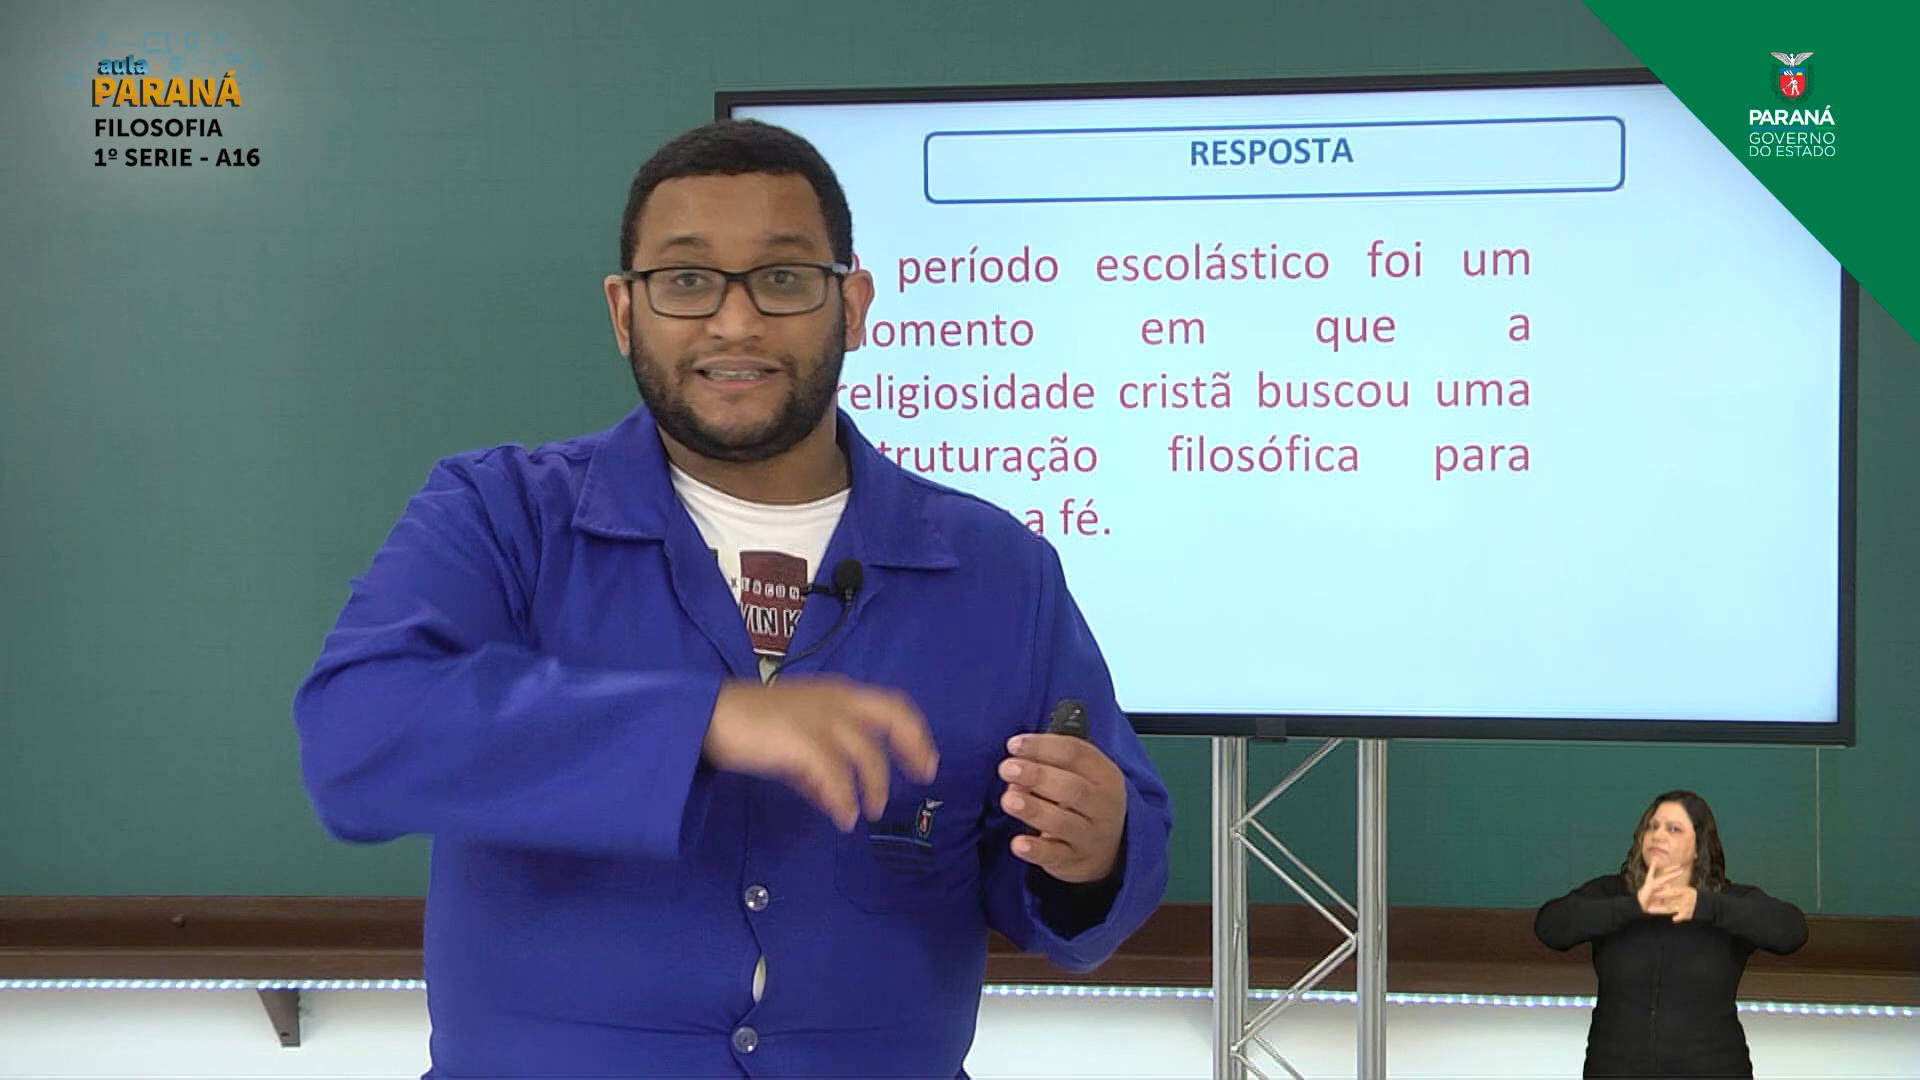 aula
PARANÁ
FILOSOFIA
1º SERIE - A16
PARANÁ
GOVERNO
DO ESTADO
RESPOSTA
período escolástico foi um
omento em que a
religiosidade cristã buscou uma
truturação filosófica para
a fé.